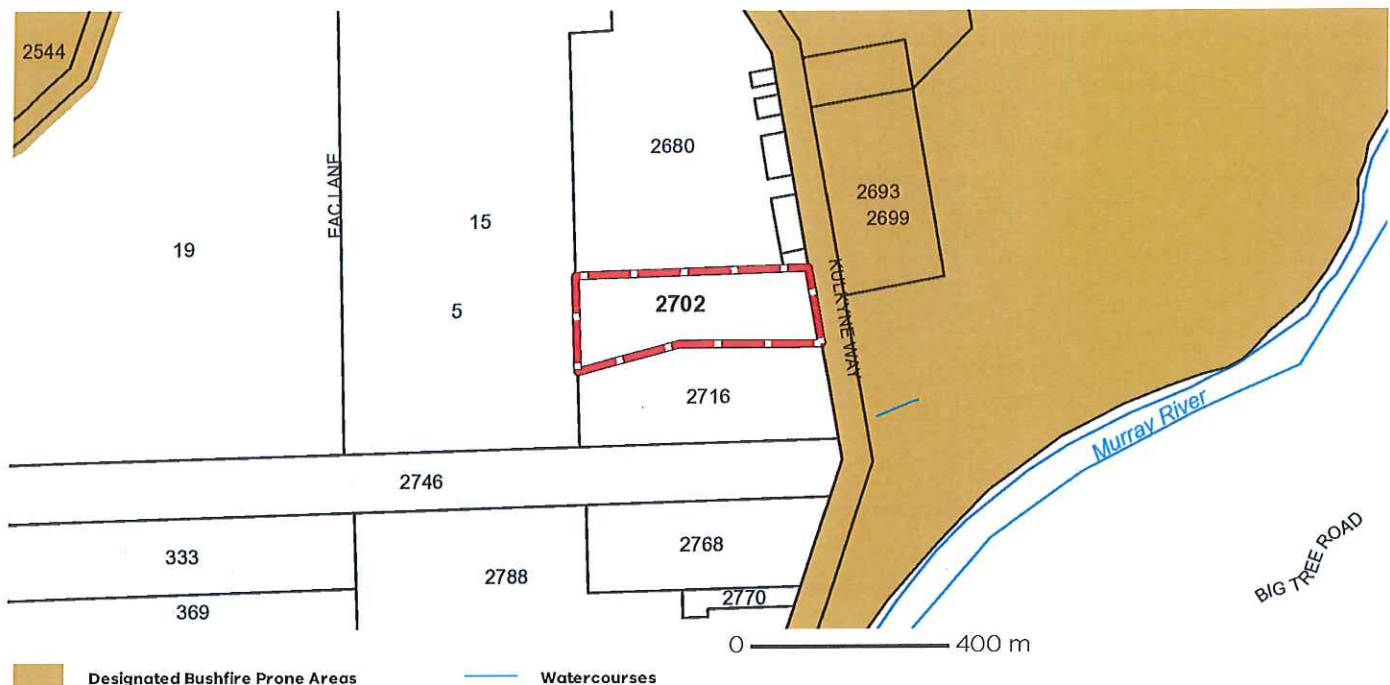 2544
2680
FAC LANE
15
2693
2699
19
KULKYNE WAY
2702
5
2716
Murray River
2746
333
2768
2788
369
2770
BIG TREE ROAD
0 400 m
Designated Bushfire Prone Areas Watercourses